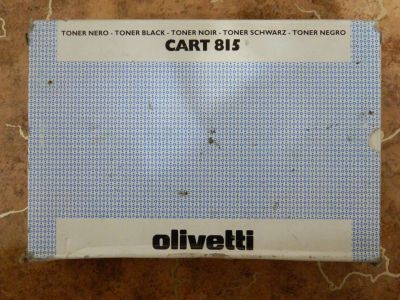 TONER NERO - TONER BLACK - TONER NOIR - TONER SCHWARZ - TONER NEGRO
CART 815
olivetti